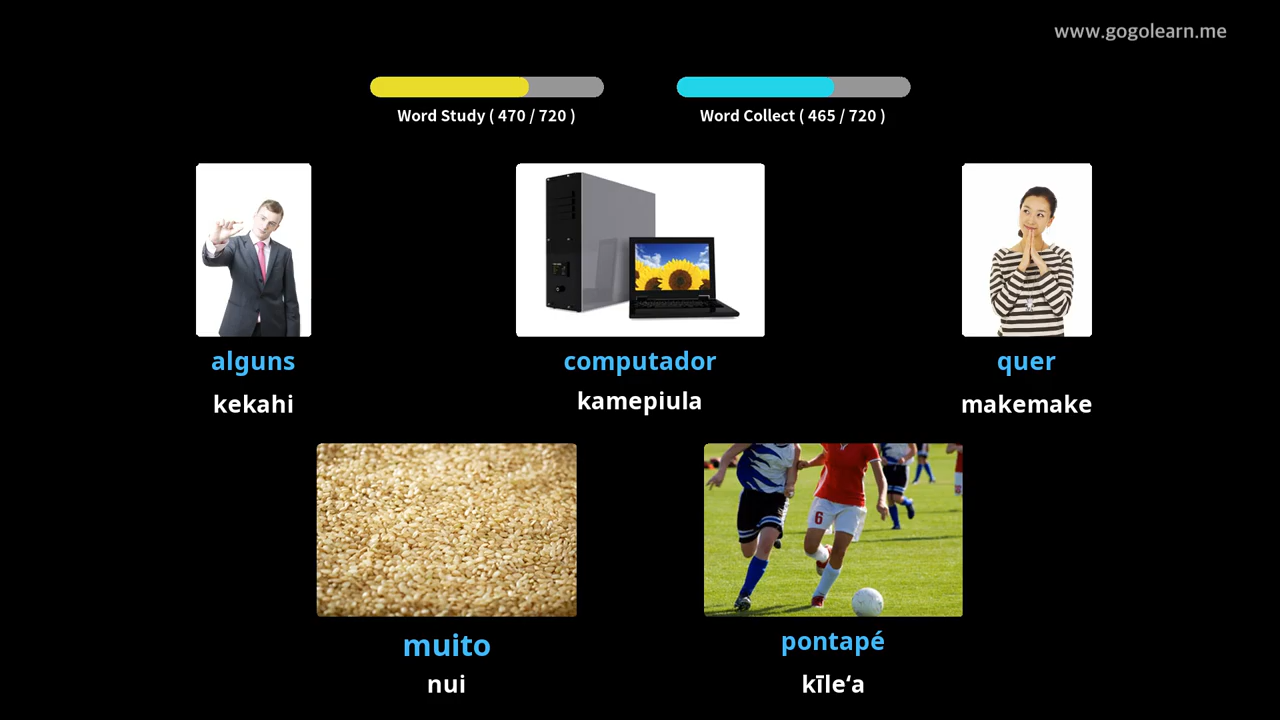 www.gogolearn.me
Word Study ( 470 / 720 )
Word Collect ( 465 / 720 )
alguns
kekahi
computador
kamepiula
quer
makemake
muito
nui
pontapé
kīleʻa